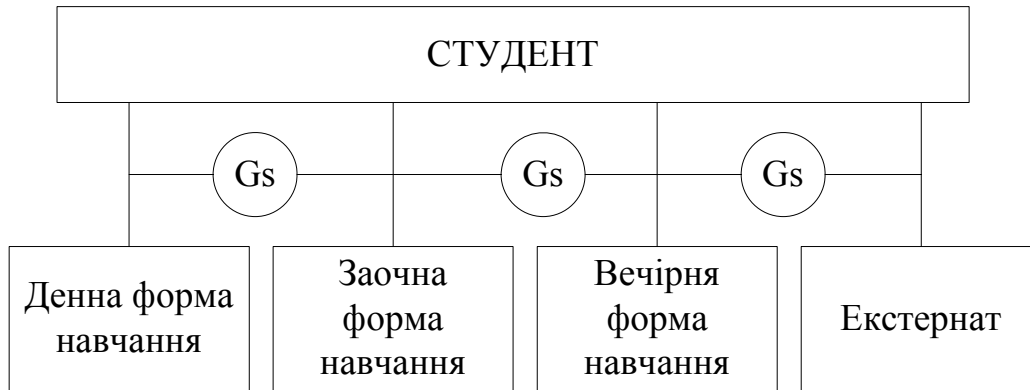 СТУДЕНТ
Gs
Gs
Gs
Денна форма
навчання
Заочна
форма
навчання
Вечірня
форма
навчання
Екстернат